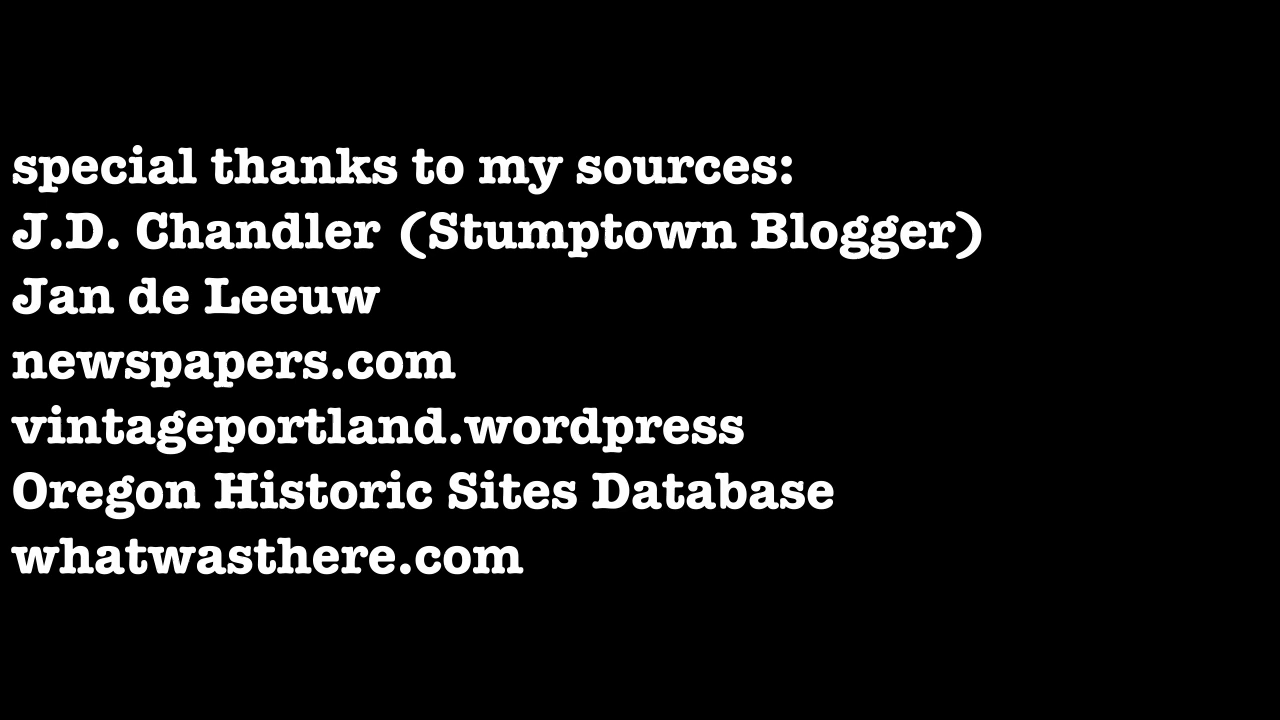 special thanks to my sources:
J.D. Chandler (Stumptown Blogger)
Jan de Leeuw
newspapers.com
vintageportland.wordpress
Oregon Historic Sites Database
whatwasthere.com